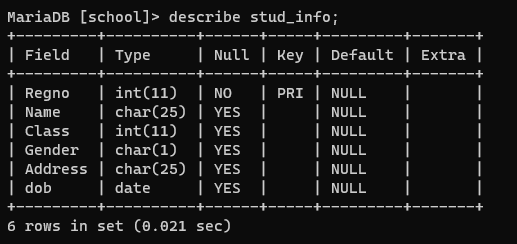 MariaDB [school]> describe stud_info;
+---------+----------+------+-----+---------+-------+
| Field   | Type     | Null | Key | Default | Extra |
+---------+----------+------+-----+---------+-------+
| Regno   | int(11)  | NO   | PRI | NULL    |       |
| Name    | char(25) | YES  |     | NULL    |       |
| Class   | int(11)  | YES  |     | NULL    |       |
| Gender  | char(1)  | YES  |     | NULL    |       |
| Address | char(25) | YES  |     | NULL    |       |
| dob     | date     | YES  |     | NULL    |       |
+---------+----------+------+-----+---------+-------+
6 rows in set (0.021 sec)